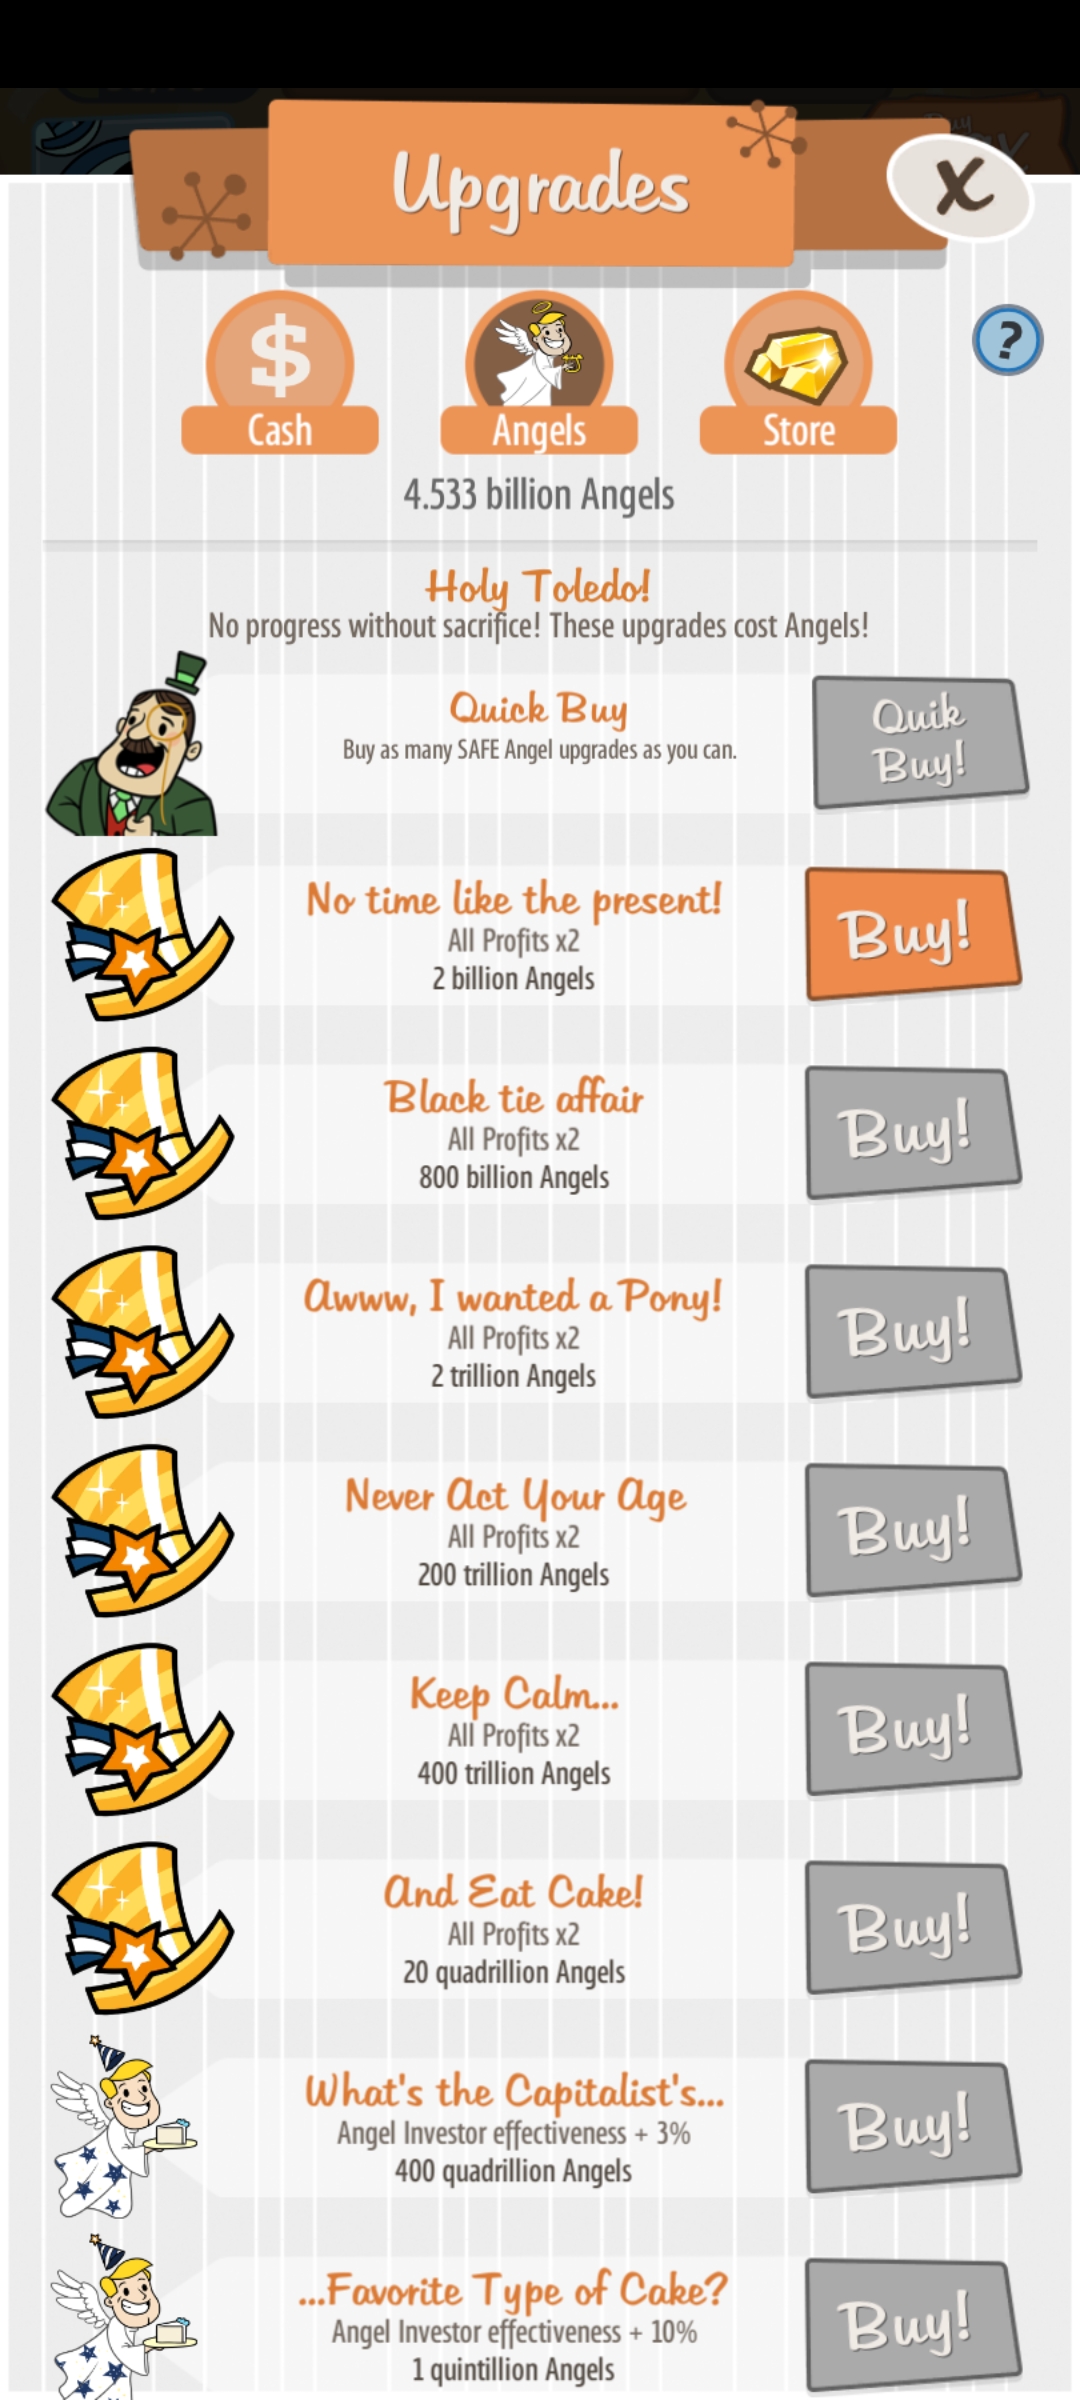 Upgrades
X
$
?
Cash
Angels
Store
4.533 billion Angels
Holy Toledo!
No progress without sacrifice! These upgrades cost Angels!
Quick Buy
Buy as many SAFE Angel upgrades as you can.
Quik
Buy!
No time like the present!
All Profits x2
2 billion Angels
Buy!
Black tie affair
All Profits x2
800 billion Angels
Buy!
Awww, I wanted a Pony!
All Profits x2
2 trillion Angels
Buy!
Never Act Your Age
All Profits x2
200 trillion Angels
Buy!
Keep Calm...
All Profits x2
400 trillion Angels
Buy!
And Eat Cake!
All Profits x2
20 quadrillion Angels
Buy!
What's the Capitalist's...
Angel Investor effectiveness + 3%
400 quadrillion Angels
Buy!
...Favorite Type of Cake?
Angel Investor effectiveness + 10%
1 quintillion Angels
Buy!